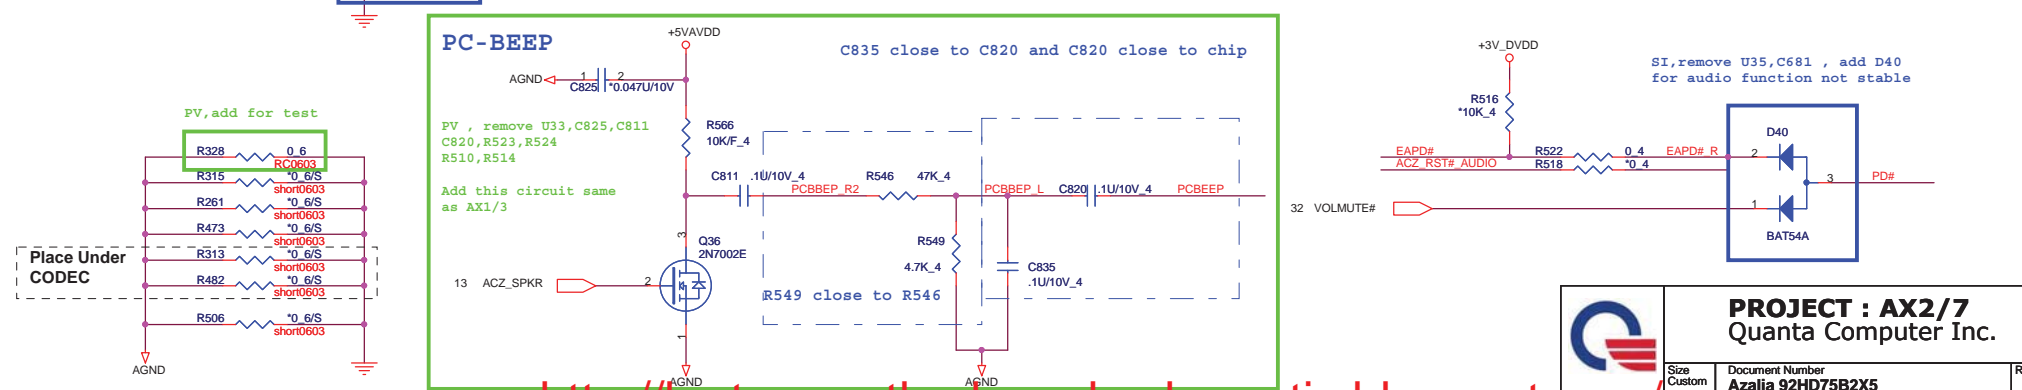 PV,add for test
R328 0_6
RC0603
R315 *0_6/S
short0603
R261 *0_6/S
short0603
R473 *0_6/S
short0603
R313 *0_6/S
short0603
R482 *0_6/S
short0603
R506 *0_6/S
short0603
Place Under
CODEC
AGND
PC-BEEP
+5VAVDD
C835 close to C820 and C820 close to chip
AGND
1 2
C825 *0.047U/10V
PV , remove U33,C825,C811
C820,R523,R524
R510,R514
Add this circuit same
as AX1/3
R566
10K/F_4
C811 .1U/10V_4
PCBBEP_R2
R546 47K_4
PCBBEP_L
C820 .1U/10V_4
PCBEEP
3
Q36
2N7002E
2
1
13 ACZ_SPKR
R549
4.7K_4
C835
.1U/10V_4
R549 close to R546
AGND
AGND
+3V_DVDD
R516
*10K_4
SI,remove U35,C681 , add D40
for audio function not stable
EAPD# R522 0_4 EAPD#_R
ACZ_RST#_AUDIO R518 *0_4
32 VOLMUTE#
D40
2
3
1
BAT54A
PD#
PROJECT : AX2/7
Quanta Computer Inc.
Size
Custom
Document Number
Azalia 92HD75B2X5
R